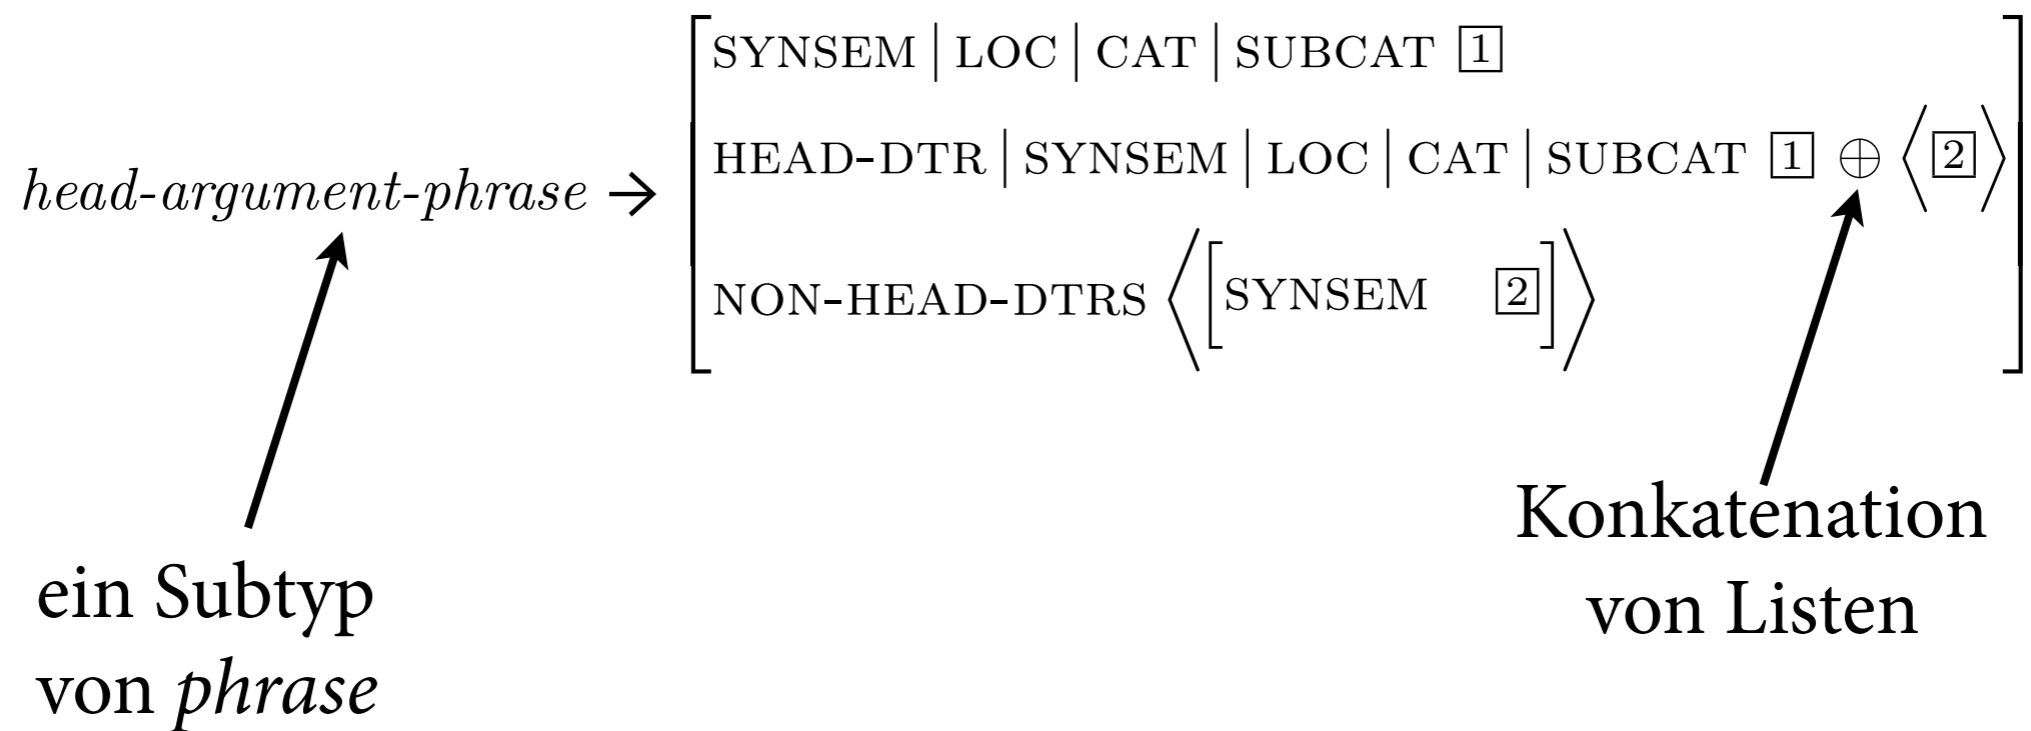 SYNSEM | LOC | CAT | SUBCAT 1
head-argument-phrase → HEAD-DTR | SYNSEM | LOC | CAT | SUBCAT 1 ⊕ ⟨2⟩
NON-HEAD-DTRS ⟨[SYNSEM 2]⟩
ein Subtyp
von phrase
Konkatenation
von Listen